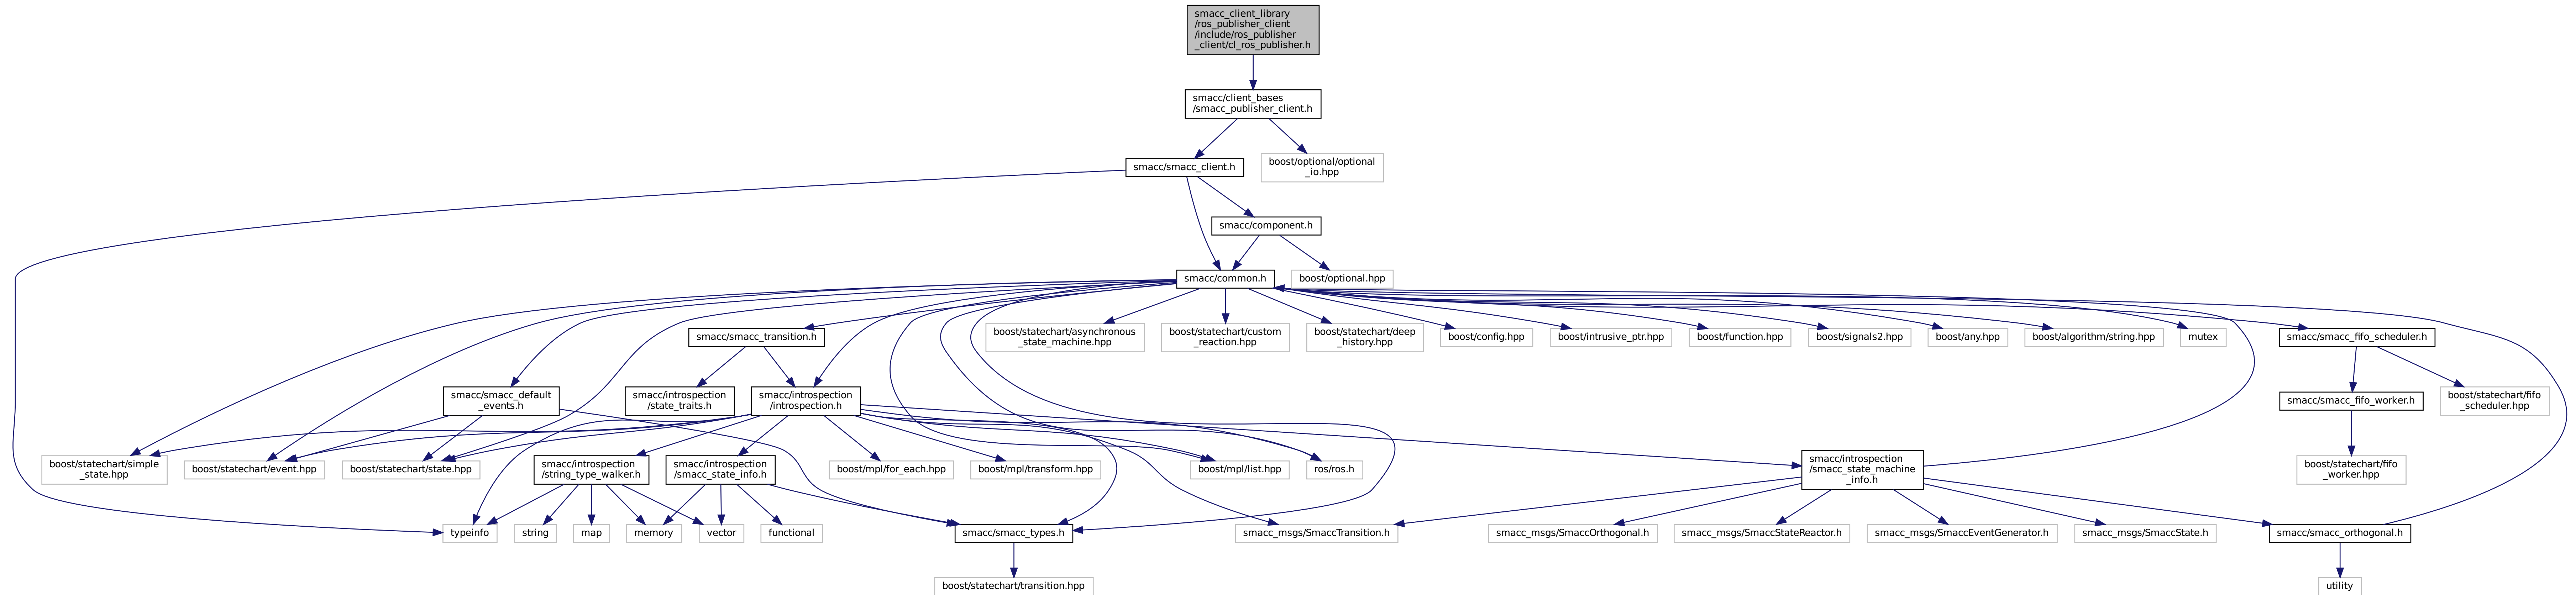 smacc_client_library
/ros_publisher_client
/include/ros_publisher
_client/cl_ros_publisher.h
smacc/client_bases
/smacc_publisher_client.h
smacc/smacc_client.h
boost/optional/optional
_io.hpp
smacc/component.h
smacc/common.h
boost/optional.hpp
smacc/smacc_transition.h
boost/statechart/asynchronous
_state_machine.hpp
boost/statechart/custom
_reaction.hpp
boost/statechart/deep
_history.hpp
boost/config.hpp
boost/intrusive_ptr.hpp
boost/function.hpp
boost/signals2.hpp
boost/any.hpp
boost/algorithm/string.hpp
mutex
smacc/smacc_fifo_scheduler.h
smacc/smacc_default
_events.h
smacc/introspection
/state_traits.h
smacc/introspection
/introspection.h
smacc/smacc_fifo_worker.h
boost/statechart/fifo
_scheduler.hpp
boost/statechart/simple
_state.hpp
boost/statechart/event.hpp
boost/statechart/state.hpp
smacc/introspection
/string_type_walker.h
smacc/introspection
/smacc_state_info.h
boost/mpl/for_each.hpp
boost/mpl/transform.hpp
boost/mpl/list.hpp
ros/ros.h
smacc/introspection
/smacc_state_machine
_info.h
boost/statechart/fifo
_worker.hpp
typeinfo
string
map
memory
vector
functional
smacc/smacc_types.h
smacc_msgs/SmaccTransition.h
smacc_msgs/SmaccOrthogonal.h
smacc_msgs/SmaccStateReactor.h
smacc_msgs/SmaccEventGenerator.h
smacc_msgs/SmaccState.h
smacc/smacc_orthogonal.h
boost/statechart/transition.hpp
utility